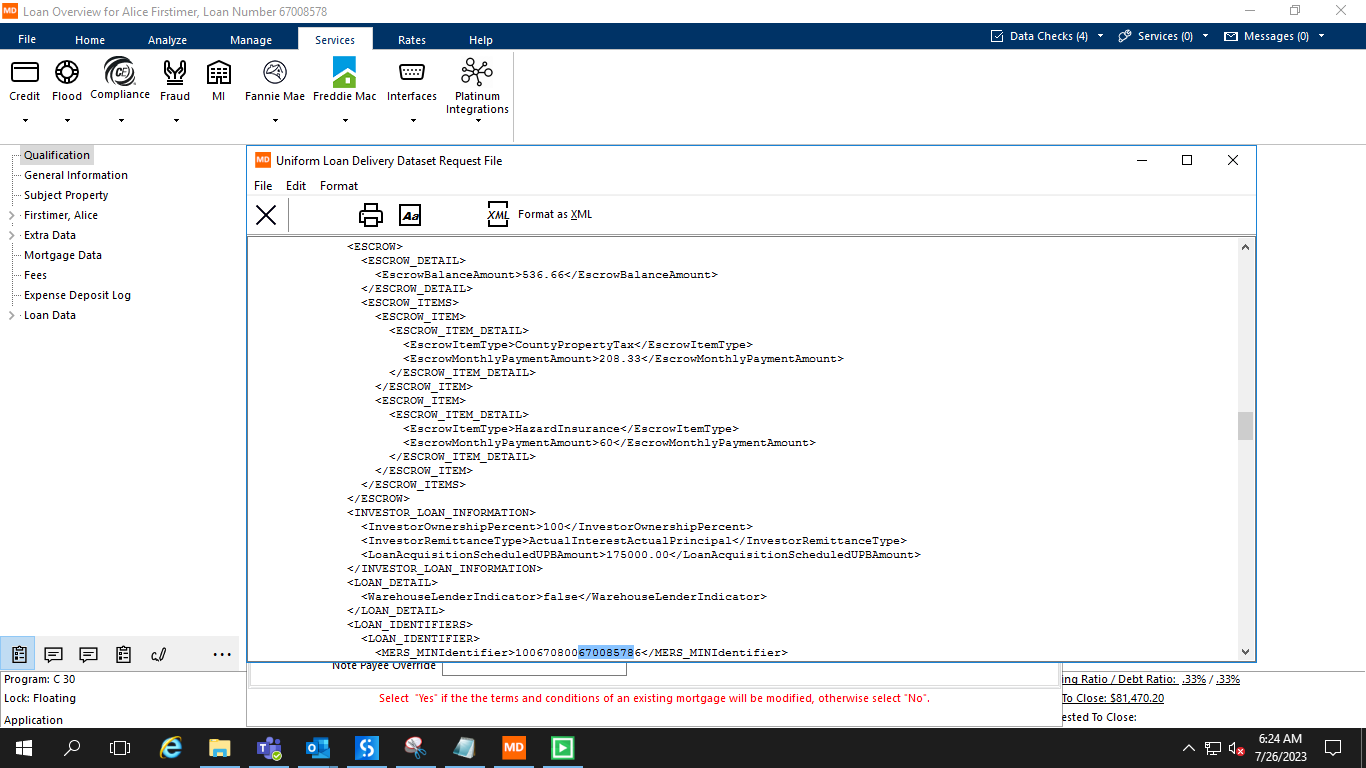 MD Loan Overview for Alice Firstimer, Loan Number 67008578
File Home Analyze Manage Services Rates Help Data Checks (4) Services (0) Messages (0)
Credit Flood Compliance Fraud MI Fannie Mae Freddie Mac Interfaces Platinum Integrations
Qualification
General Information
Subject Property
Firstimer, Alice
Extra Data
Mortgage Data
Fees
Expense Deposit Log
Loan Data
MD Uniform Loan Delivery Dataset Request File
File Edit Format
Aa XML Format as XML
<ESCROW>
<ESCROW_DETAIL>
<EscrowBalanceAmount>536.66</EscrowBalanceAmount>
</ESCROW_DETAIL>
<ESCROW_ITEMS>
<ESCROW_ITEM>
<ESCROW_ITEM_DETAIL>
<EscrowItemType>CountyPropertyTax</EscrowItemType>
<EscrowMonthlyPaymentAmount>208.33</EscrowMonthlyPaymentAmount>
</ESCROW_ITEM_DETAIL>
</ESCROW_ITEM>
<ESCROW_ITEM>
<ESCROW_ITEM_DETAIL>
<EscrowItemType>HazardInsurance</EscrowItemType>
<EscrowMonthlyPaymentAmount>60</EscrowMonthlyPaymentAmount>
</ESCROW_ITEM_DETAIL>
</ESCROW_ITEM>
</ESCROW_ITEMS>
</ESCROW>
<INVESTOR_LOAN_INFORMATION>
<InvestorOwnershipPercent>100</InvestorOwnershipPercent>
<InvestorRemittanceType>ActualInterestActualPrincipal</InvestorRemittanceType>
<LoanAcquisitionScheduledUPBAmount>175000.00</LoanAcquisitionScheduledUPBAmount>
</INVESTOR_LOAN_INFORMATION>
<LOAN_DETAIL>
<WarehouseLenderIndicator>false</WarehouseLenderIndicator>
</LOAN_DETAIL>
<LOAN_IDENTIFIERS>
<LOAN_IDENTIFIER>
<MERS_MINIdentifier>100670800670085786</MERS_MINIdentifier>
Note Payee Override
Select "Yes" if the the terms and conditions of an existing mortgage will be modified, otherwise select "No".
Program: C 30
Lock: Floating
Application
ing Ratio / Debt Ratio: .33% / .33%
To Close: $81,470.20
ested To Close:
MD
6:24 AM
7/26/2023